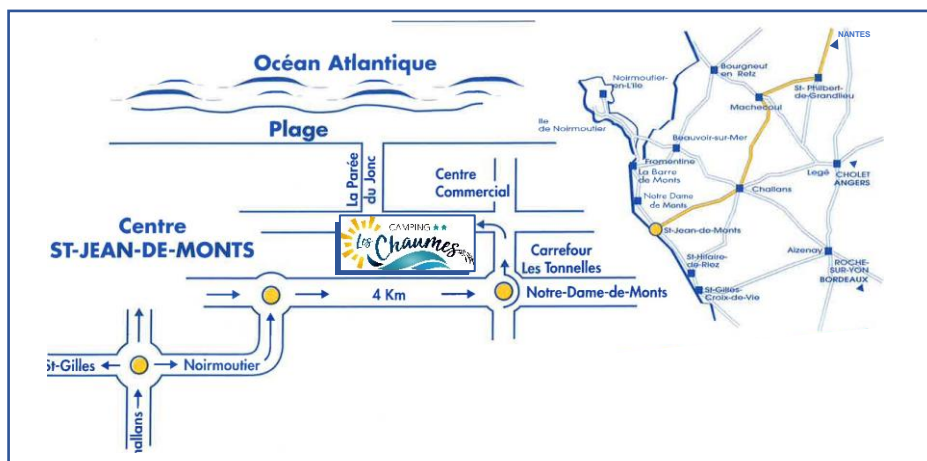 Océan Atlantique
Plage
La Parée
du Jonc
Centre
Commercial
Centre
ST-JEAN-DE-MONTS
CAMPING ★★
Les Chaumes
Carrefour
Les Tonnelles
4 Km
Notre-Dame-de-Monts
St-Gilles
Noirmoutier
hallans
NANTES
Bourgneuf
en Retz
Noirmoutier-
en-L'Ile
St- Philbert-
de-Grandlieu
Machecoul
Ile de Noirmoutier
Beauvoir-sur-Mer
Fromentine
La Barre
de Monts
Legé
CHOLET
ANGERS
Challans
Notre Dame
de Monts
St-Jean-de-Monts
Aizenay
St-Hilaire-
de-Riez
ROCHE-
SUR-YON
BORDEAUX
St-Gilles-
Croix-de-Vie